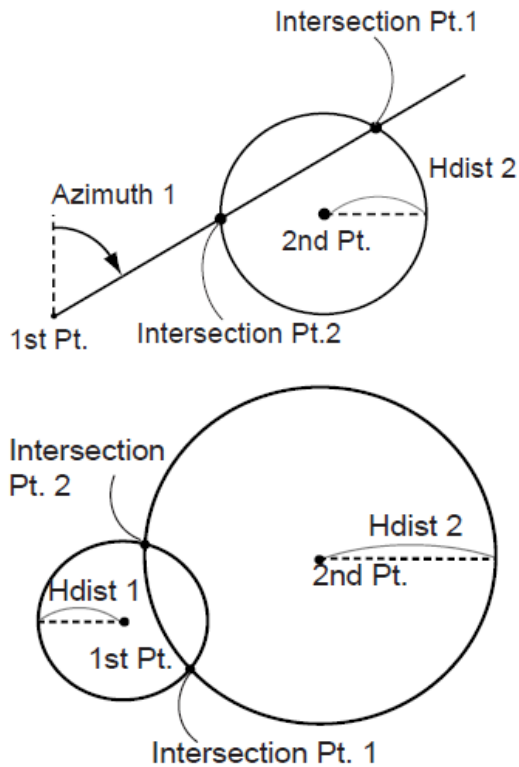 Intersection Pt.1
Hdist 2
Azimuth 1
2nd Pt.
1st Pt.
Intersection Pt.2
Intersection
Pt. 2
Hdist 2
2nd Pt.
Hdist 1
1st Pt.
Intersection Pt. 1